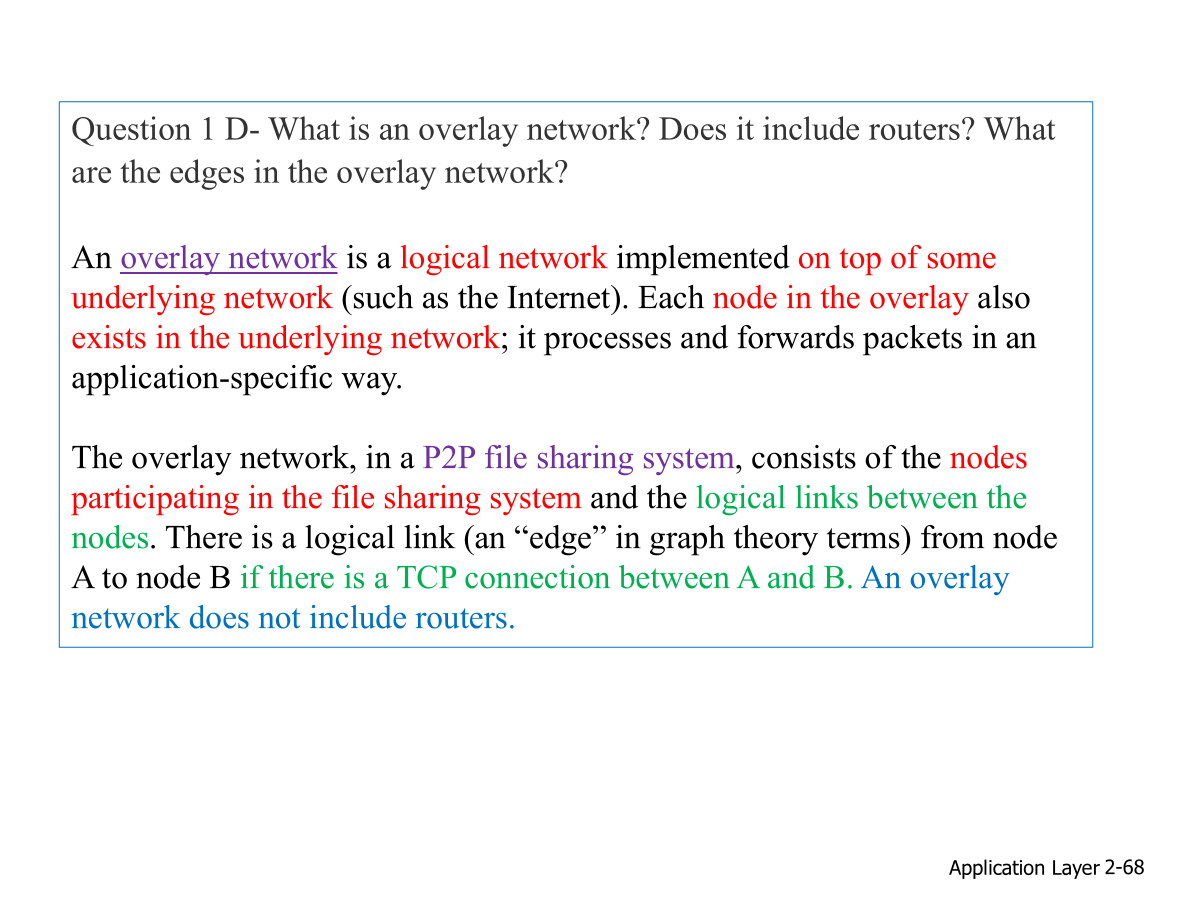 Question 1 D- What is an overlay network? Does it include routers? What
are the edges in the overlay network?
An overlay network is a logical network implemented on top of some
underlying network (such as the Internet). Each node in the overlay also
exists in the underlying network; it processes and forwards packets in an
application-specific way.
The overlay network, in a P2P file sharing system, consists of the nodes
participating in the file sharing system and the logical links between the
nodes. There is a logical link (an “edge” in graph theory terms) from node
A to node B if there is a TCP connection between A and B. An overlay
network does not include routers.
Application Layer 2-68